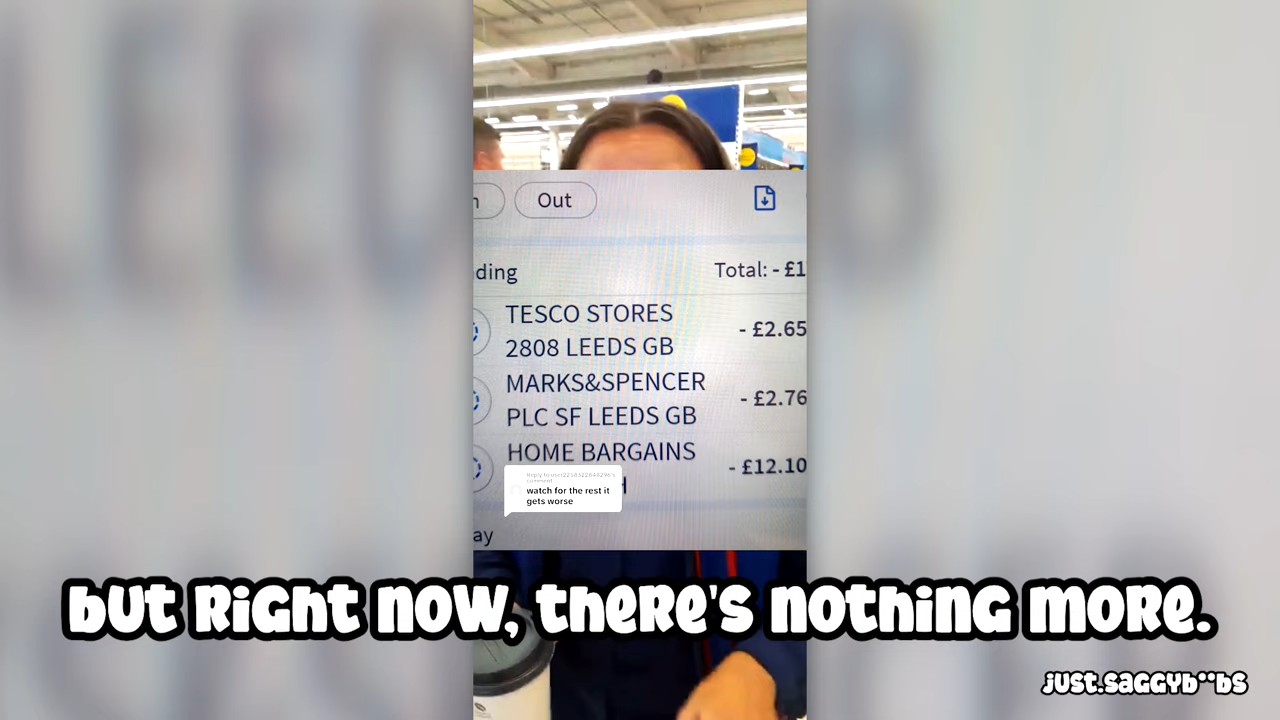 Out
Total: - £1
TESCO STORES
2808 LEEDS GB
- £2.65
MARKS&SPENCER
PLC SF LEEDS GB
- £2.76
HOME BARGAINS
- £12.10
comment
watch for the rest it
gets worse
but right now, there's nothing more.
just.saggyb**bs